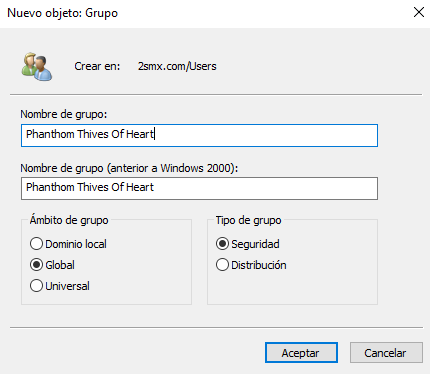 Nuevo objeto: Grupo
Crear en: 2smx.com/Users
Nombre de grupo:
Phanthom Thives Of Heart
Nombre de grupo (anterior a Windows 2000):
Phanthom Thives Of Heart
Ámbito de grupo
Tipo de grupo
Dominio local
Seguridad
Global
Distribución
Universal
Aceptar
Cancelar